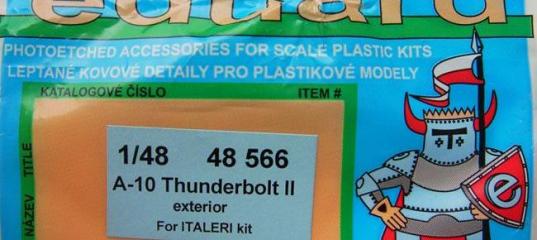 eduard
PHOTOETCHED ACCESSORIES FOR SCALE PLASTIC KITS
LEPTANÉ KOVOVÉ DETAILY PRO PLASTIKOVÉ MODELY
KATALOGOVÉ ČÍSLO ITEM #
1/48 48 566
A-10 Thunderbolt II
exterior
For ITALERI kit
NÁZEV TITLE
e